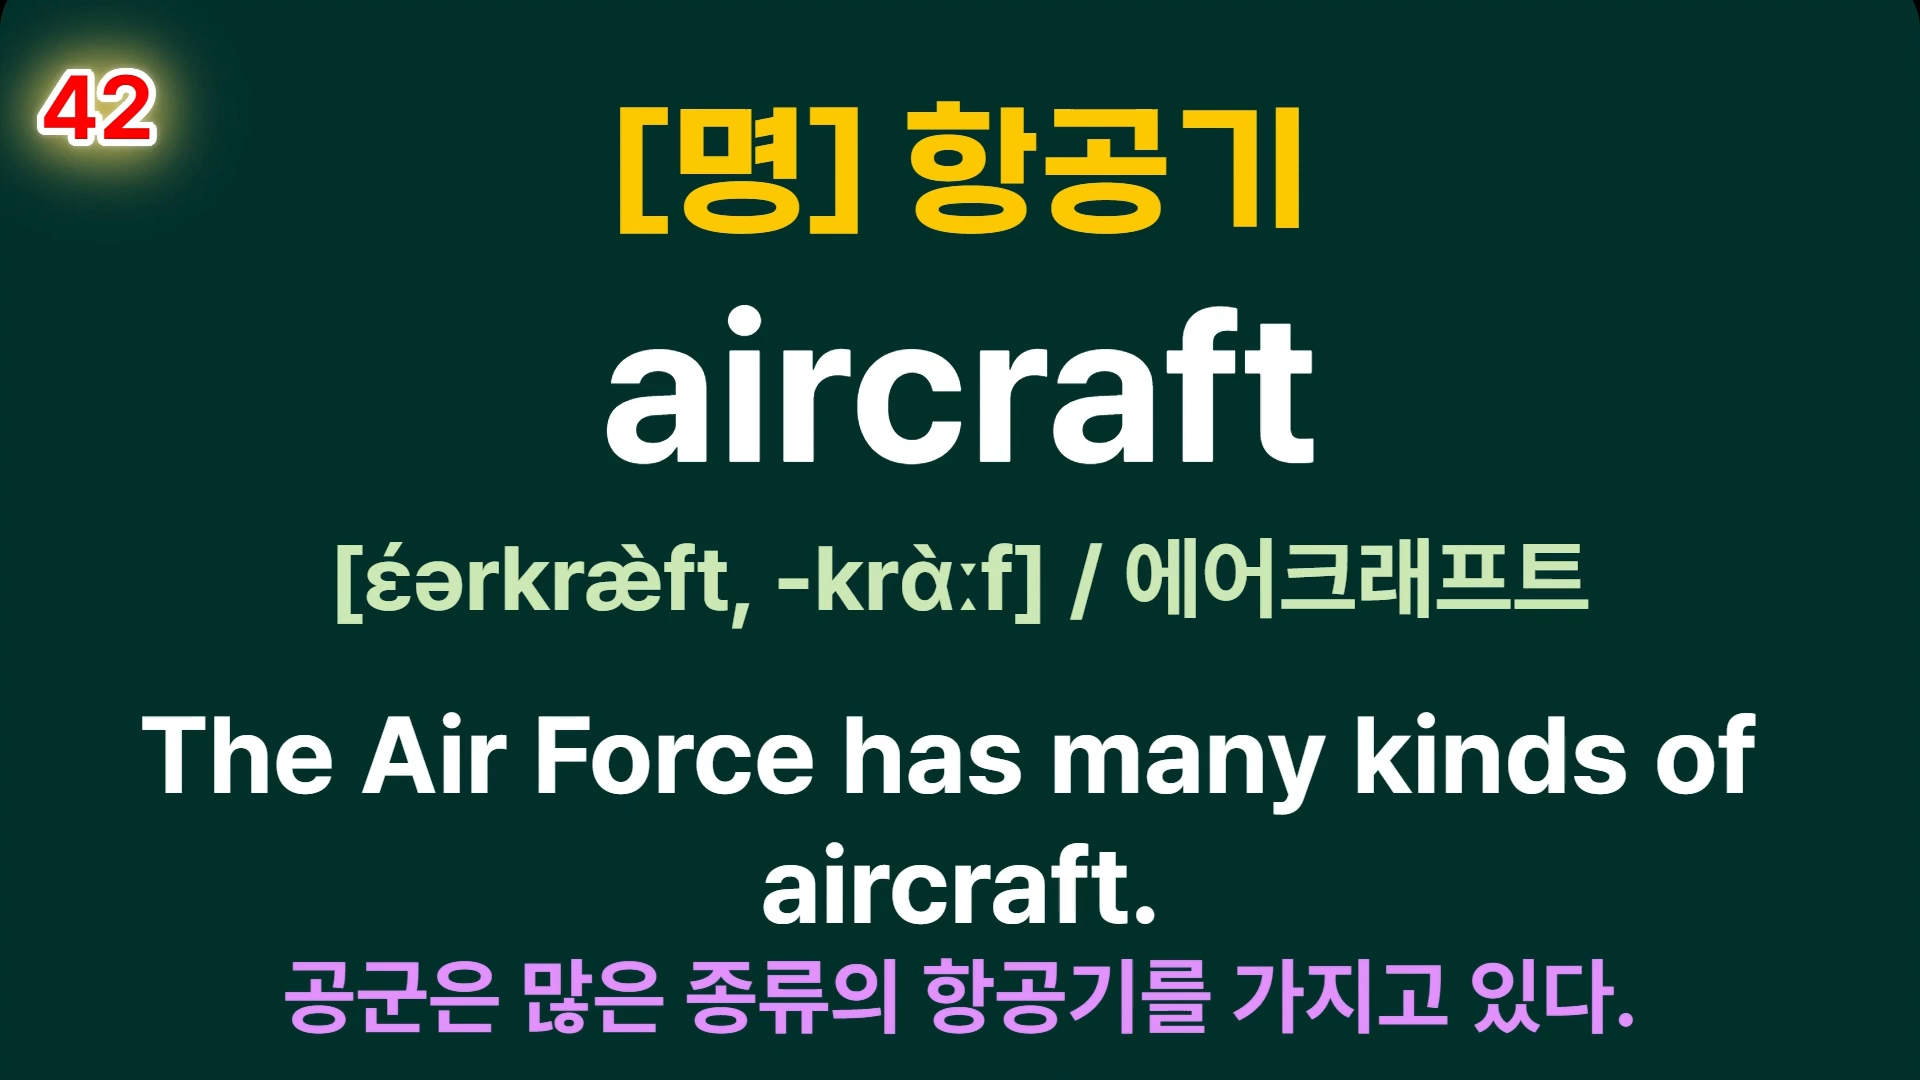 42
[명] 항공기
aircraft
[ɛ́ərkræ̀ft, -krɑ̀ːf] / 에어크래프트
The Air Force has many kinds of
aircraft.
공군은 많은 종류의 항공기를 가지고 있다.